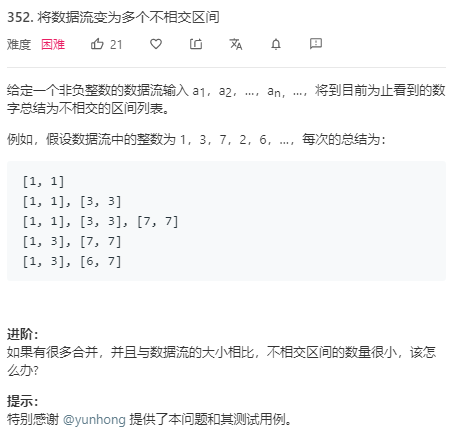 352. 将数据流变为多个不相交区间
难度 困难 21
给定一个非负整数的数据流输入 a1，a2，…，an，…，将到目前为止看到的数
字总结为不相交的区间列表。
例如，假设数据流中的整数为 1，3，7，2，6，…，每次的总结为：
[1, 1]
[1, 1], [3, 3]
[1, 1], [3, 3], [7, 7]
[1, 3], [7, 7]
[1, 3], [6, 7]
进阶：
如果有很多合并，并且与数据流的大小相比，不相交区间的数量很小，该怎
么办?
提示：
特别感谢 @yunhong 提供了本问题和其测试用例。